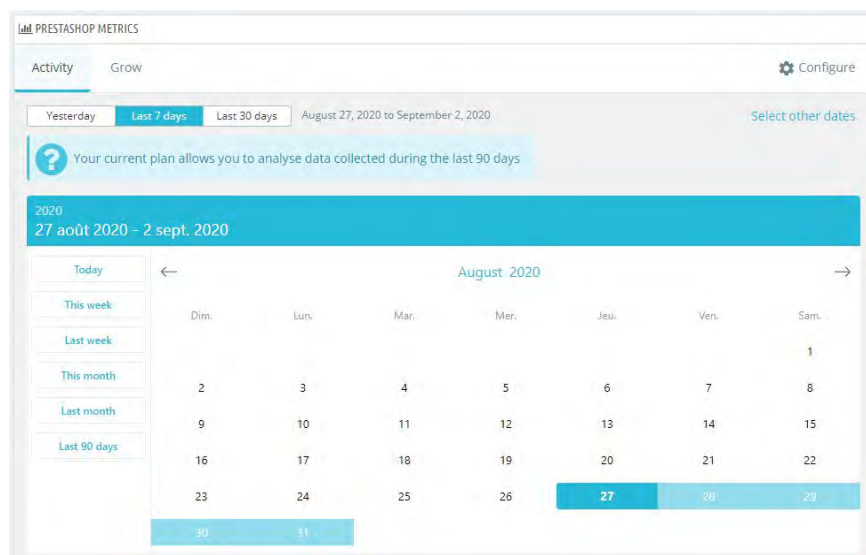 PRESTASHOP METRICS
Activity Grow Configure
Yesterday Last 7 days Last 30 days August 27, 2020 to September 2, 2020 Select other dates
? Your current plan allows you to analyse data collected during the last 90 days
2020
27 août 2020 - 2 sept. 2020
Today
This week
Last week
This month
Last month
Last 90 days
← August 2020 →
Dim. Lun. Mar. Mer. Jeu. Ven. Sam.
1
2 3 4 5 6 7 8
9 10 11 12 13 14 15
16 17 18 19 20 21 22
23 24 25 26 27 28 29
30 31